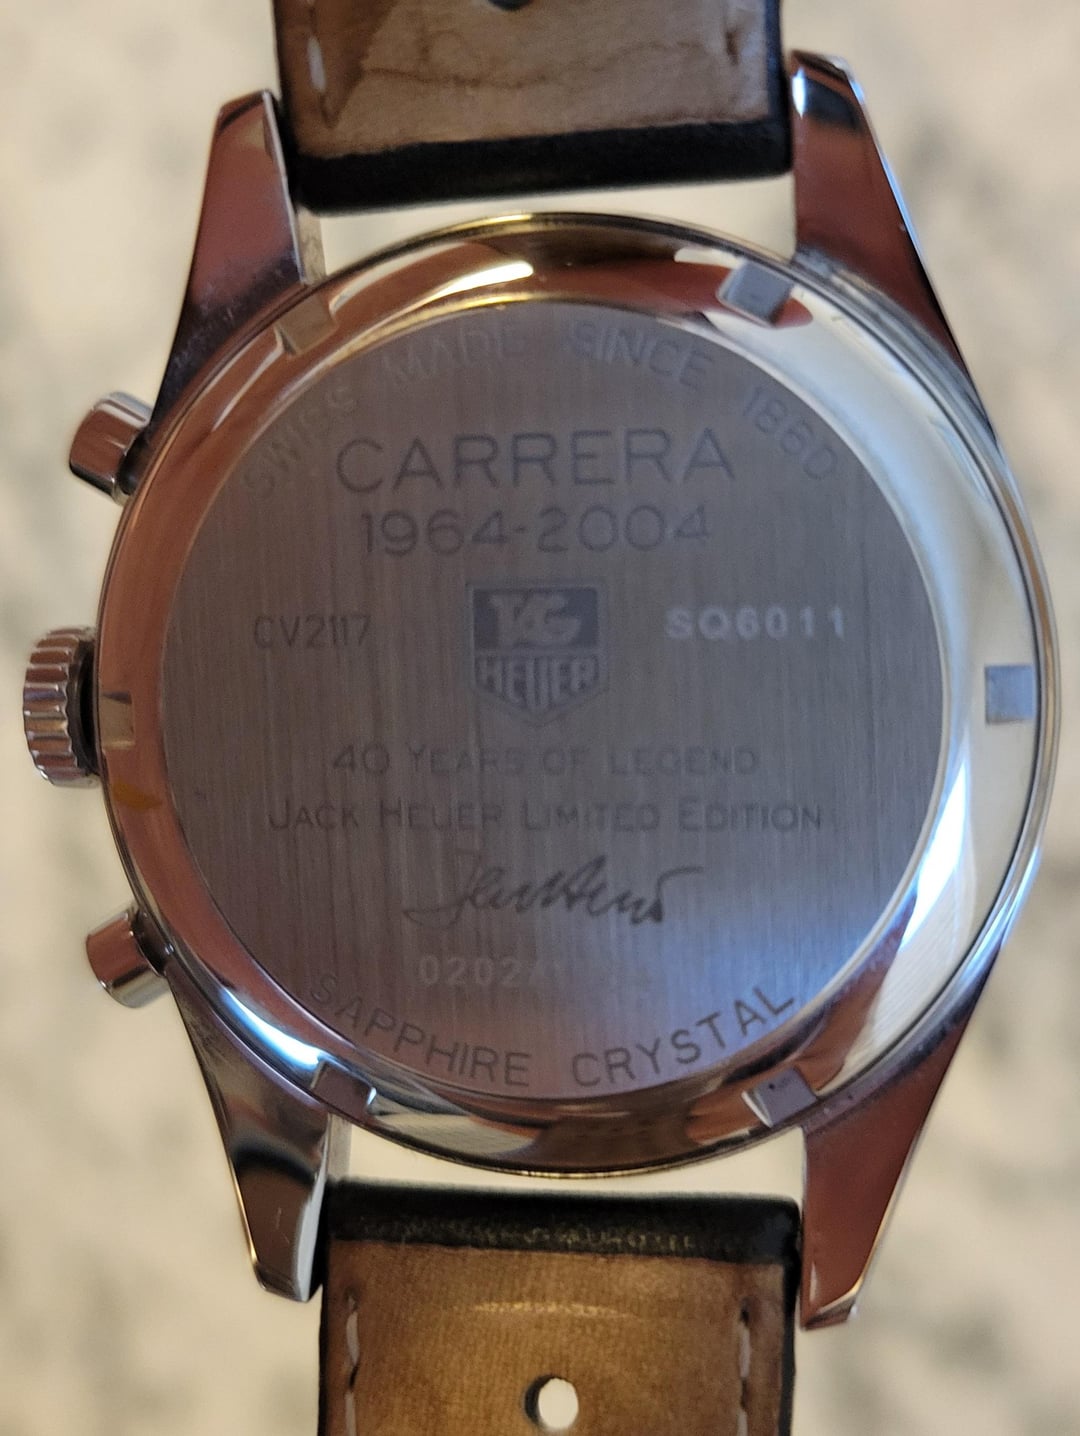 SWISS MADE SINCE 1860
CARRERA
1964-2004
CV2117
TAG
HEUER
SQ6011
40 YEARS OF LEGEND
JACK HEUER LIMITED EDITION
SAPPHIRE CRYSTAL